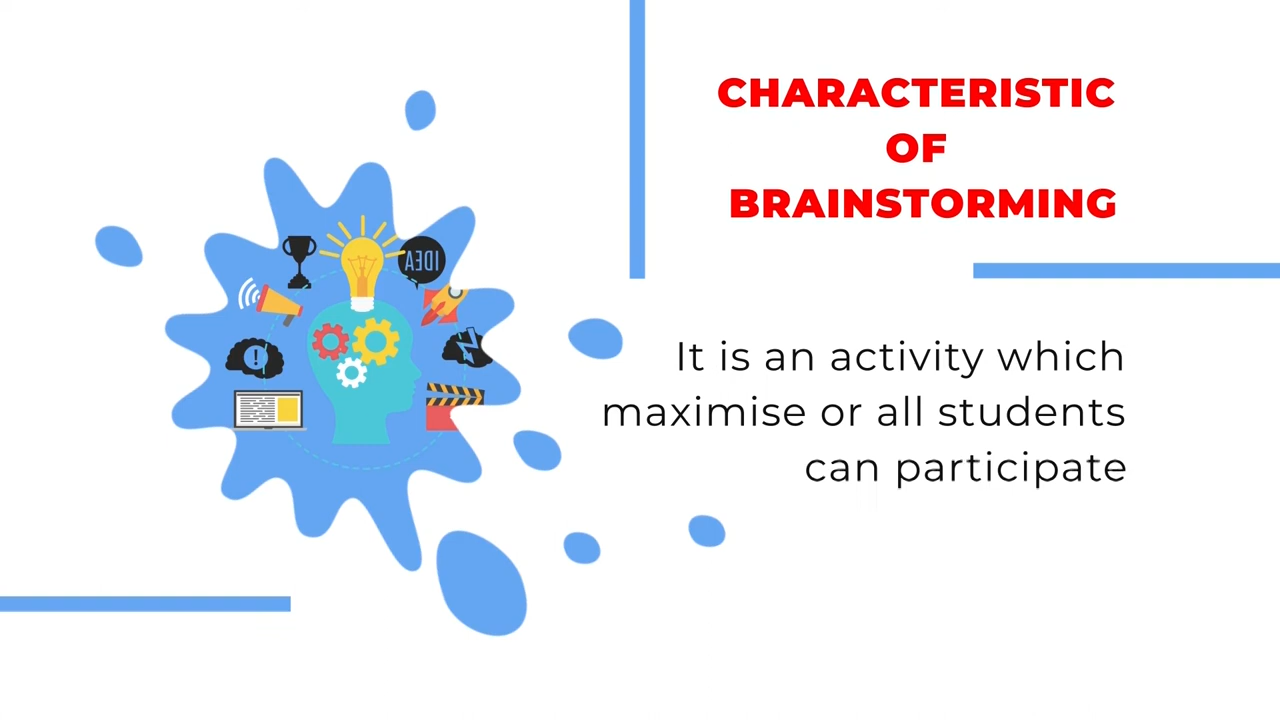 CHARACTERISTIC
OF
BRAINSTORMING
IDEA
It is an activity which
maximise or all students
can participate